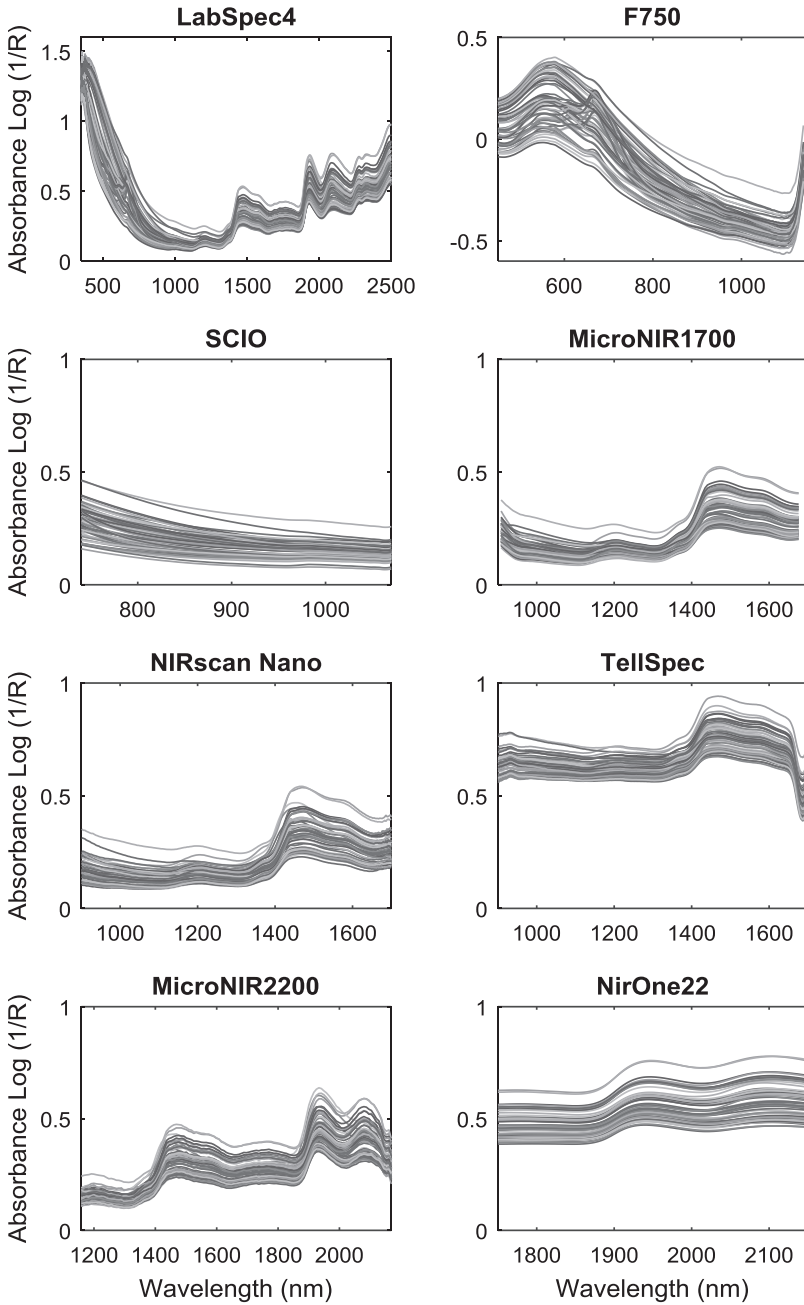 LabSpec4
F750
Absorbance Log (1/R)
1.5
1
0.5
0
500 1000 1500 2000 2500
0.5
0
-0.5
600 800 1000
SCIO
MicroNIR1700
Absorbance Log (1/R)
1
0.5
0
800 900 1000
1
0.5
0
1000 1200 1400 1600
NIRscan Nano
TellSpec
Absorbance Log (1/R)
1
0.5
0
1000 1200 1400 1600
1
0.5
0
1000 1200 1400 1600
MicroNIR2200
NirOne22
Absorbance Log (1/R)
1
0.5
0
1200 1400 1600 1800 2000
Wavelength (nm)
1
0.5
0
1800 1900 2000 2100
Wavelength (nm)